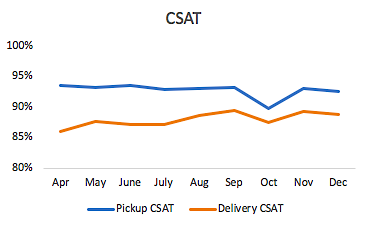 CSAT
100%
95%
90%
85%
80%
Apr May June July Aug Sep Oct Nov Dec
Pickup CSAT Delivery CSAT